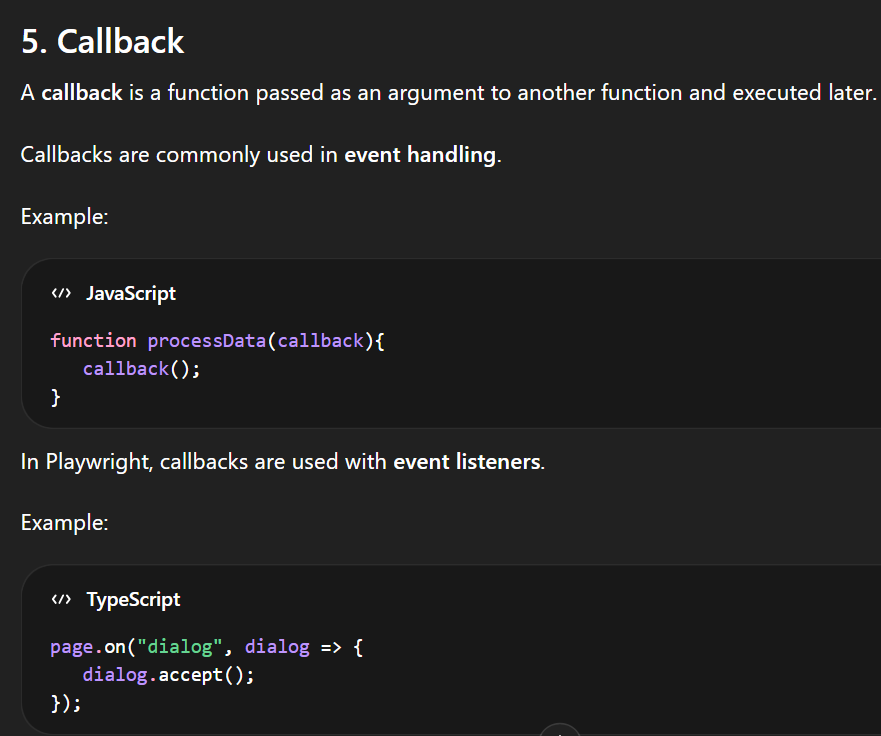 5. Callback
A callback is a function passed as an argument to another function and executed later.
Callbacks are commonly used in event handling.
Example:
</> JavaScript
function processData(callback){
   callback();
}
In Playwright, callbacks are used with event listeners.
Example:
</> TypeScript
page.on("dialog", dialog => {
   dialog.accept();
});